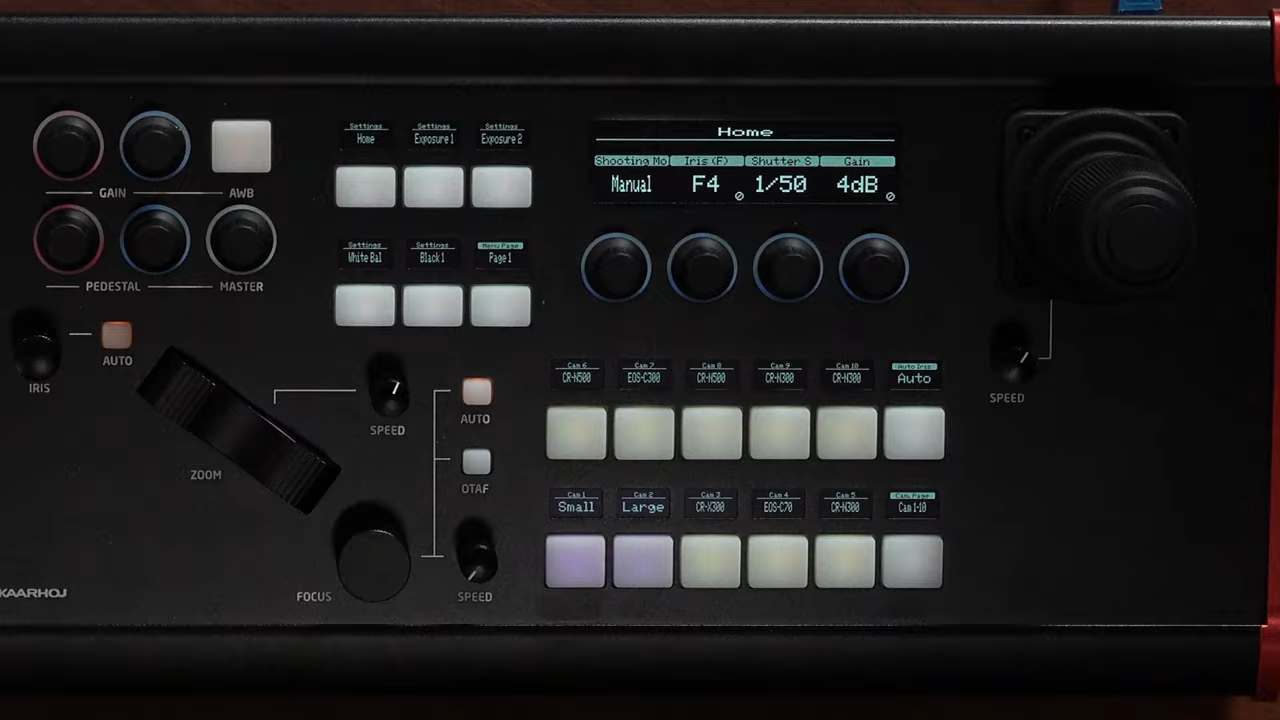 GAIN
AWB
PEDESTAL
MASTER
IRIS
AUTO
ZOOM
SPEED
AUTO
OTAF
FOCUS
SPEED
KAARHOJ
Settings
Home
Settings
Exposure 1
Settings
Exposure 2
Settings
White Bal
Settings
Black 1
Menu Page
Page 1
Home
Shooting Mo Iris (F) Shutter S Gain
Manual F4 1/50 4dB
Cam 6
CR-N500
Cam 7
EOS-C300
Cam 8
CR-N500
Cam 9
CR-N300
Cam 10
CR-N300
Auto Iris
Auto
Cam 1
Small
Cam 2
Large
Cam 3
CR-X300
Cam 4
EOS-C70
Cam 5
CR-N300
Cam Page
Cam 1-10
SPEED